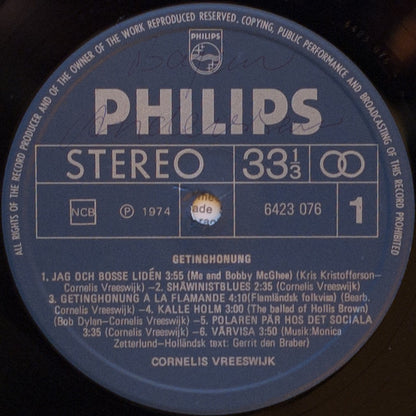 ALL RIGHTS OF THE RECORD PRODUCER AND OF THE OWNER OF THE WORK REPRODUCED RESERVED. COPYING, PUBLIC PERFORMANCE AND BROADCASTING OF THIS RECORD PROHIBITED
PHILIPS
PHILIPS
STEREO 33 1/3
NCB Ⓟ 1974 6423 076 1
GETINGHONUNG
1. JAG OCH BOSSE LIDÉN 3:55 (Me and Bobby McGhee) (Kris Kristofferson-
Cornelis Vreeswijk) –2. SHÅWINISTBLUES 2:35 (Cornelis Vreeswijk)
3. GETINGHONUNG A LA FLAMANDE 4:10(Flamländsk folkvisa) (Bearb.
Cornelis Vreeswijk) –4. KALLE HOLM 3:00 (The ballad of Hollis Brown)
(Bob Dylan–Cornelis Vreeswijk) –5. POLAREN PÄR HOS DET SOCIALA
3:35 (Cornelis Vreeswijk) –6. VÅRVISA 3:50 (Musik:Monica
Zetterlund–Holländsk text: Gerrit den Braber)
CORNELIS VREESWIJK